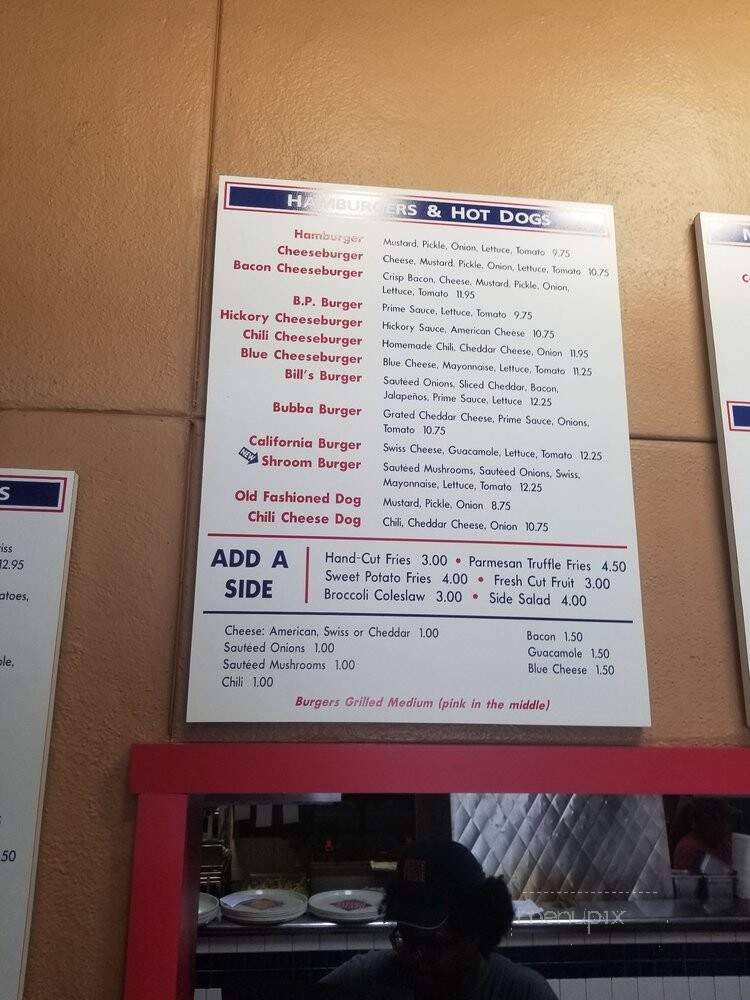 HAMBURGERS & HOT DOGS
Hamburger Mustard, Pickle, Onion, Lettuce, Tomato 9.75
Cheeseburger Cheese, Mustard, Pickle, Onion, Lettuce, Tomato 10.75
Bacon Cheeseburger Crisp Bacon, Cheese, Mustard, Pickle, Onion,
Lettuce, Tomato 11.95
B.P. Burger Prime Sauce, Lettuce, Tomato 9.75
Hickory Cheeseburger Hickory Sauce, American Cheese 10.75
Chili Cheeseburger Homemade Chili, Cheddar Cheese, Onion 11.95
Blue Cheeseburger Blue Cheese, Mayonnaise, Lettuce, Tomato 11.25
Bill's Burger Sautéed Onions, Sliced Cheddar, Bacon,
Jalapeños, Prime Sauce, Lettuce 12.25
Bubba Burger Grated Cheddar Cheese, Prime Sauce, Onions,
Tomato 10.75
California Burger Swiss Cheese, Guacamole, Lettuce, Tomato 12.25
NEW Shroom Burger Sautéed Mushrooms, Sautéed Onions, Swiss,
Mayonnaise, Lettuce, Tomato 12.25
Old Fashioned Dog Mustard, Pickle, Onion 8.75
Chili Cheese Dog Chili, Cheddar Cheese, Onion 10.75
ADD A
SIDE
Hand-Cut Fries 3.00 • Parmesan Truffle Fries 4.50
Sweet Potato Fries 4.00 • Fresh Cut Fruit 3.00
Broccoli Coleslaw 3.00 • Side Salad 4.00
Cheese: American, Swiss or Cheddar 1.00
Sautéed Onions 1.00
Sautéed Mushrooms 1.00
Chili 1.00
Bacon 1.50
Guacamole 1.50
Blue Cheese 1.50
Burgers Grilled Medium (pink in the middle)
S
12.95
.50
menupix